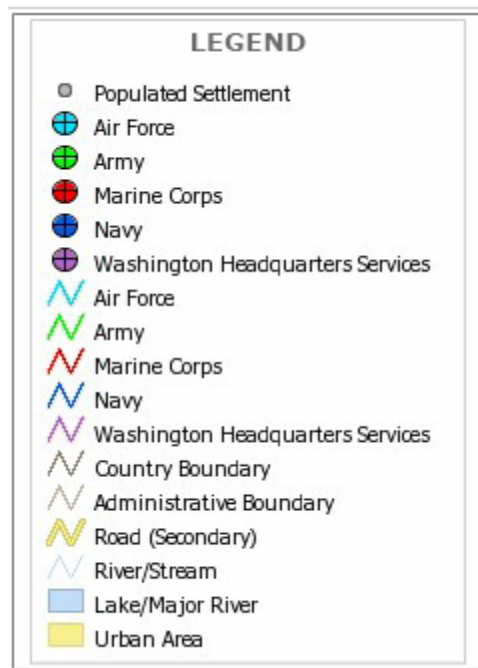 LEGEND
Populated Settlement
Air Force
Army
Marine Corps
Navy
Washington Headquarters Services
Air Force
Army
Marine Corps
Navy
Washington Headquarters Services
Country Boundary
Administrative Boundary
Road (Secondary)
River/Stream
Lake/Major River
Urban Area